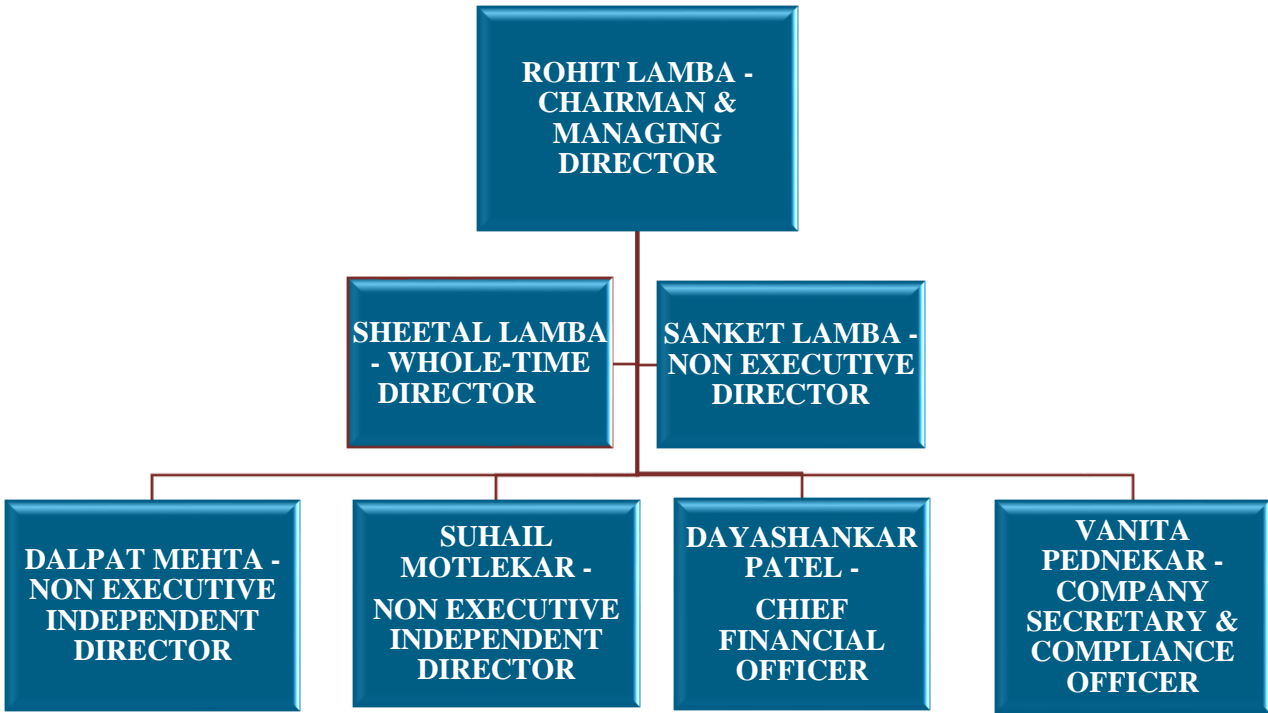 ROHIT LAMBA -
CHAIRMAN &
MANAGING
DIRECTOR
SHEETAL LAMBA
- WHOLE-TIME
DIRECTOR
SANKET LAMBA -
NON EXECUTIVE
DIRECTOR
DALPAT MEHTA -
NON EXECUTIVE
INDEPENDENT
DIRECTOR
SUHAIL
MOTLEKAR -
NON EXECUTIVE
INDEPENDENT
DIRECTOR
DAYASHANKAR
PATEL -
CHIEF
FINANCIAL
OFFICER
VANITA
PEDNEKAR -
COMPANY
SECRETARY &
COMPLIANCE
OFFICER